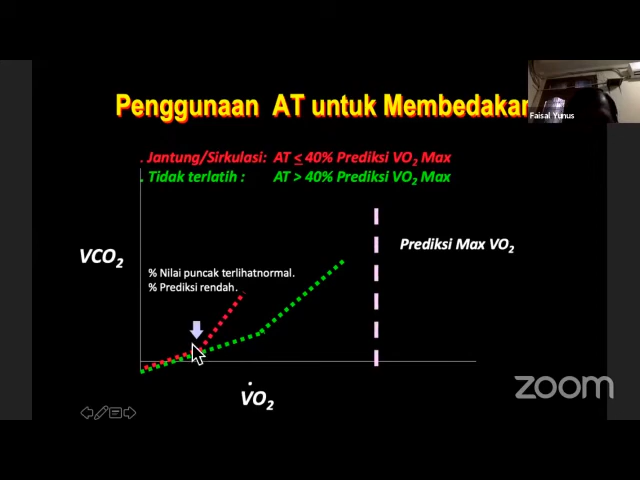 Penggunaan AT untuk Membedakan
Faisal Yunus
. Jantung/Sirkulasi: AT ≤ 40% Prediksi VO2 Max
. Tidak terlatih : AT > 40% Prediksi VO2 Max
Prediksi Max VO2
VCO2
% Nilai puncak terlihatnormal.
% Prediksi rendah.
V̇O2
zoom